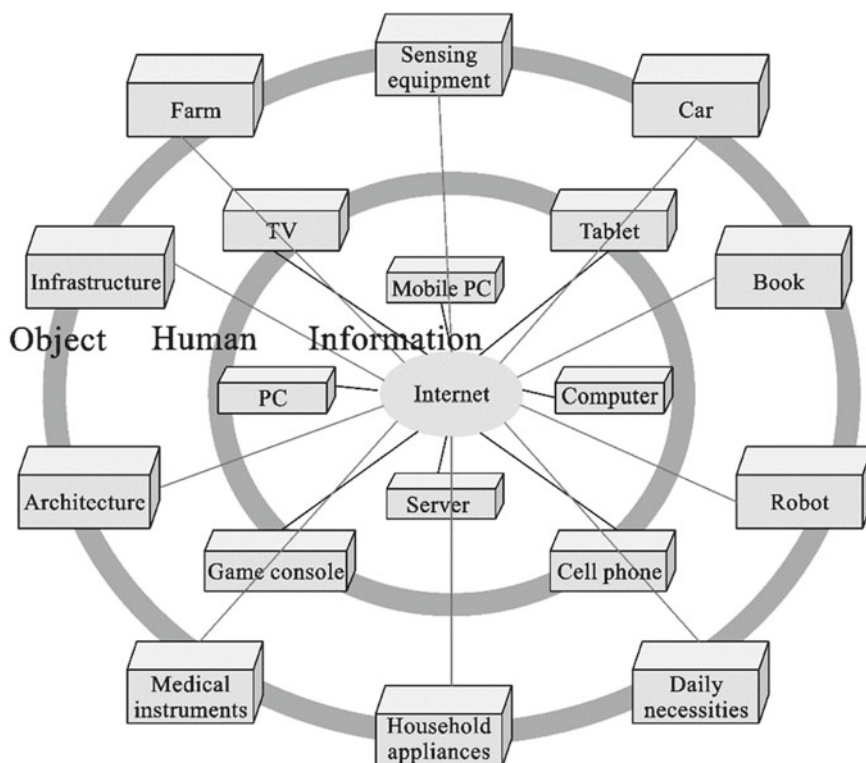 Sensing
equipment
Farm
Car
TV
Tablet
Infrastructure
Mobile PC
Book
Object Human Information
PC
Internet
Computer
Architecture
Server
Robot
Game console
Cell phone
Medical
instruments
Household
appliances
Daily
necessities